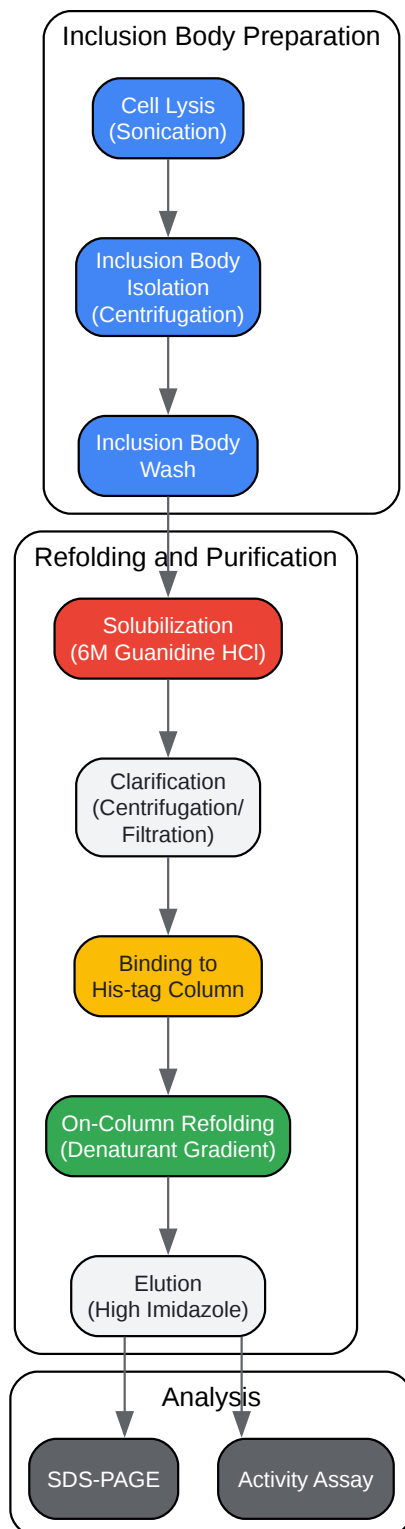 Inclusion Body Preparation
Cell Lysis
(Sonication)
Inclusion Body
Isolation
(Centrifugation)
Inclusion Body
Wash
Refolding and Purification
Solubilization
(6M Guanidine HCl)
Clarification
(Centrifugation/
Filtration)
Binding to
His-tag Column
On-Column Refolding
(Denaturant Gradient)
Elution
(High Imidazole)
Analysis
SDS-PAGE
Activity Assay